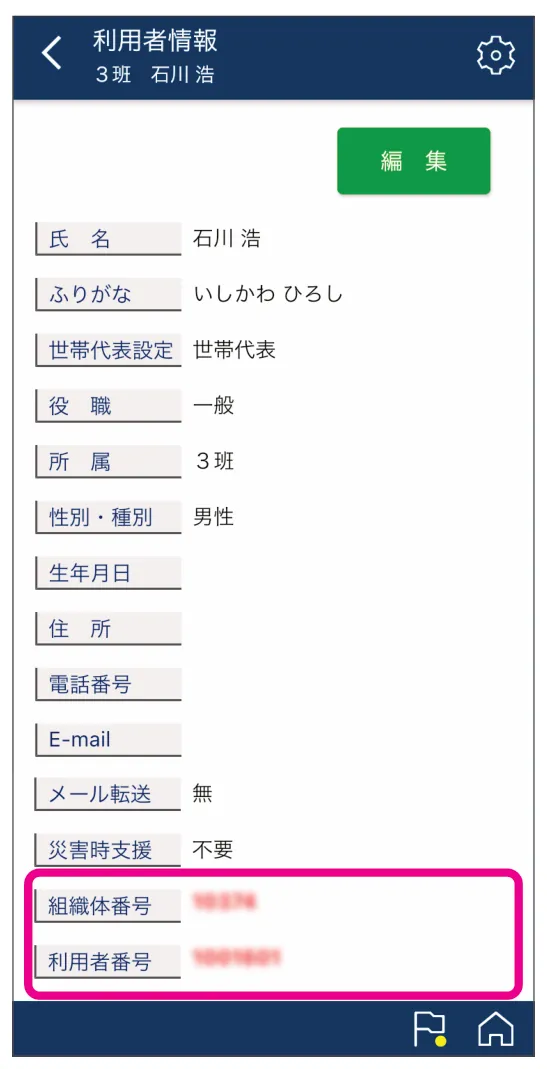 利用者情報
３班　石川 浩
編　集
氏　名 石川 浩
ふりがな いしかわ ひろし
世帯代表設定 世帯代表
役　職 一般
所　属 ３班
性別・種別 男性
生年月日
住　所
電話番号
E-mail
メール転送 無
災害時支援 不要
組織体番号
利用者番号